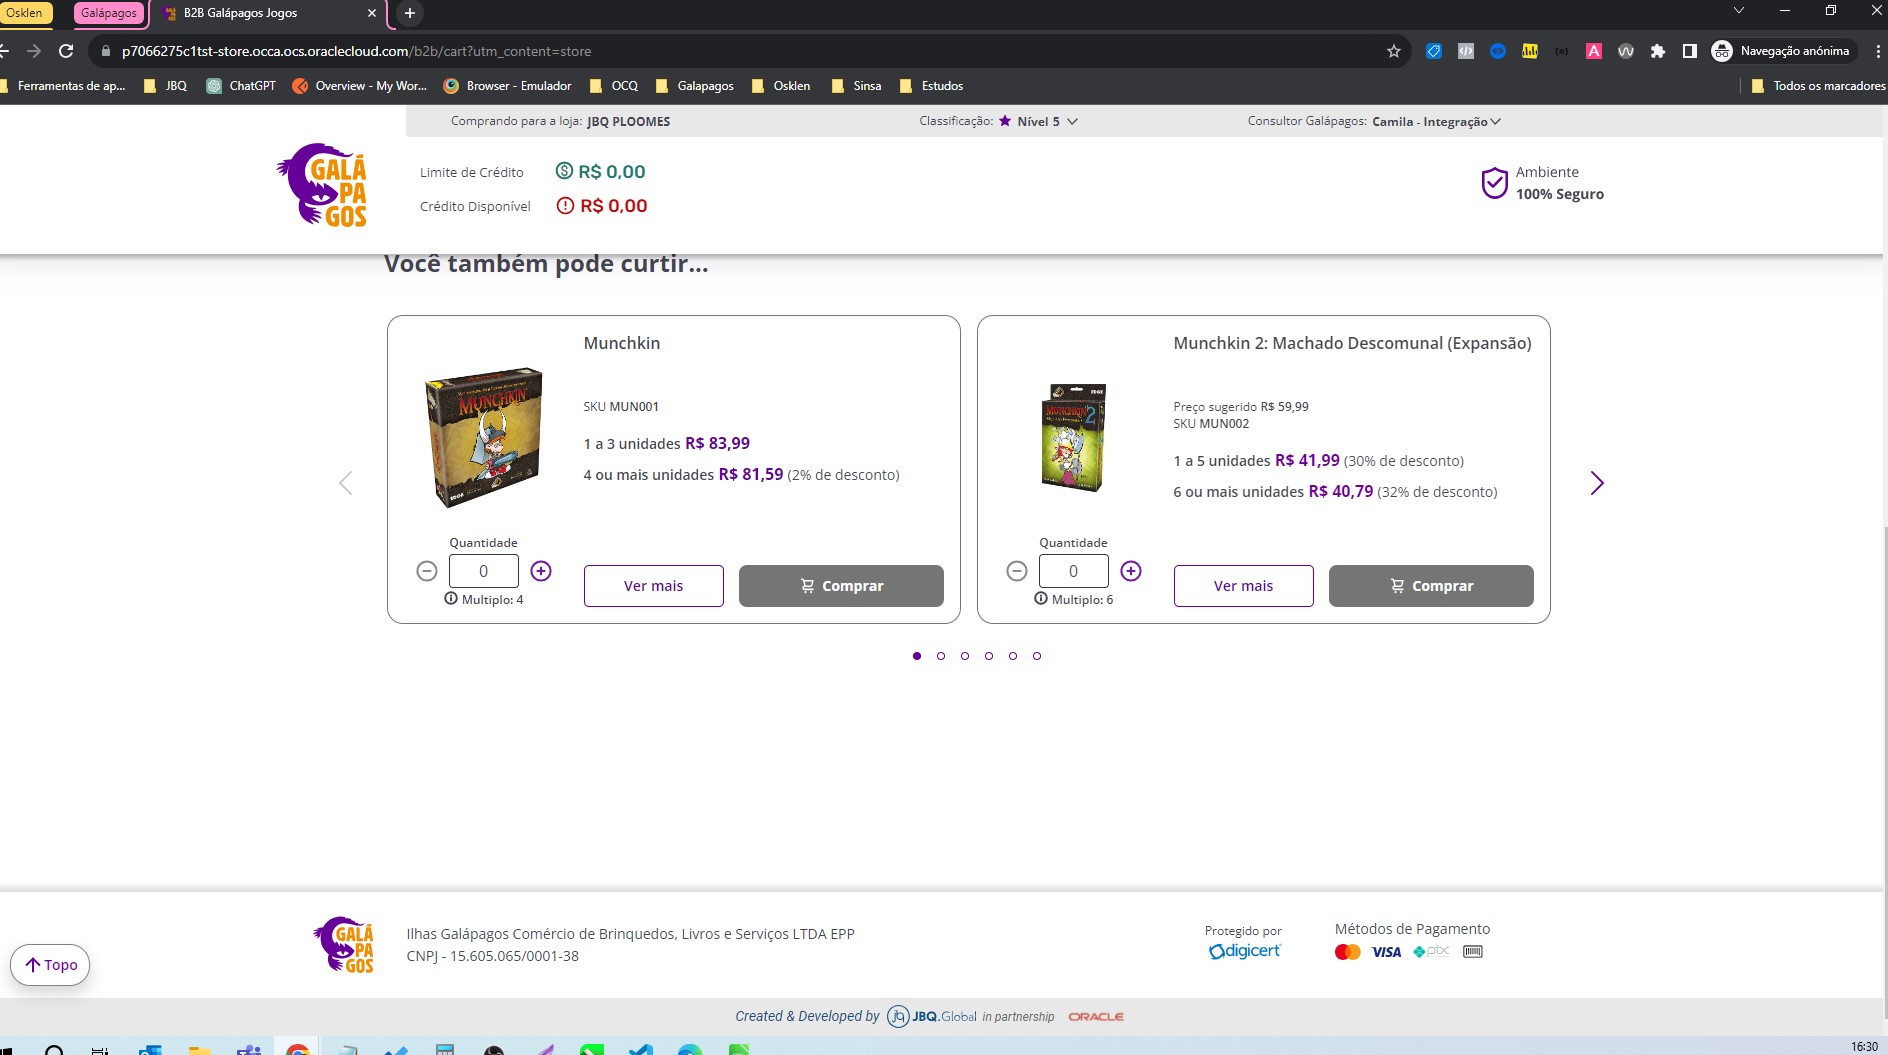 Osklen
Galápagos
B2B Galápagos Jogos
p7066275c1tst-store.occa.ocs.oraclecloud.com/b2b/cart?utm_content=store
Navegação anónima
Ferramentas de ap...
JBQ
ChatGPT
Overview - My Wor...
Browser - Emulador
OCQ
Galapagos
Osklen
Sinsa
Estudos
Todos os marcadores
Comprando para a loja: JBQ PLOOMES
Classificação: Nível 5
Consultor Galápagos: Camila - Integração
GALÁ
PA
GOS
Limite de Crédito R$ 0,00
Crédito Disponível R$ 0,00
Ambiente
100% Seguro
Você também pode curtir...
Munchkin
MUNCHKIN
SKU MUN001
1 a 3 unidades R$ 83,99
4 ou mais unidades R$ 81,59 (2% de desconto)
Quantidade
0
Multiplo: 4
Ver mais
Comprar
Munchkin 2: Machado Descomunal (Expansão)
MUNCHKIN 2
Preço sugerido R$ 59,99
SKU MUN002
1 a 5 unidades R$ 41,99 (30% de desconto)
6 ou mais unidades R$ 40,79 (32% de desconto)
Quantidade
0
Multiplo: 6
Ver mais
Comprar
GALÁ
PA
GOS
Ilhas Galápagos Comércio de Brinquedos, Livros e Serviços LTDA EPP
CNPJ - 15.605.065/0001-38
Protegido por
digicert
Métodos de Pagamento
VISA
pix
Topo
Created & Developed by JBQ.Global in partnership ORACLE
16:30